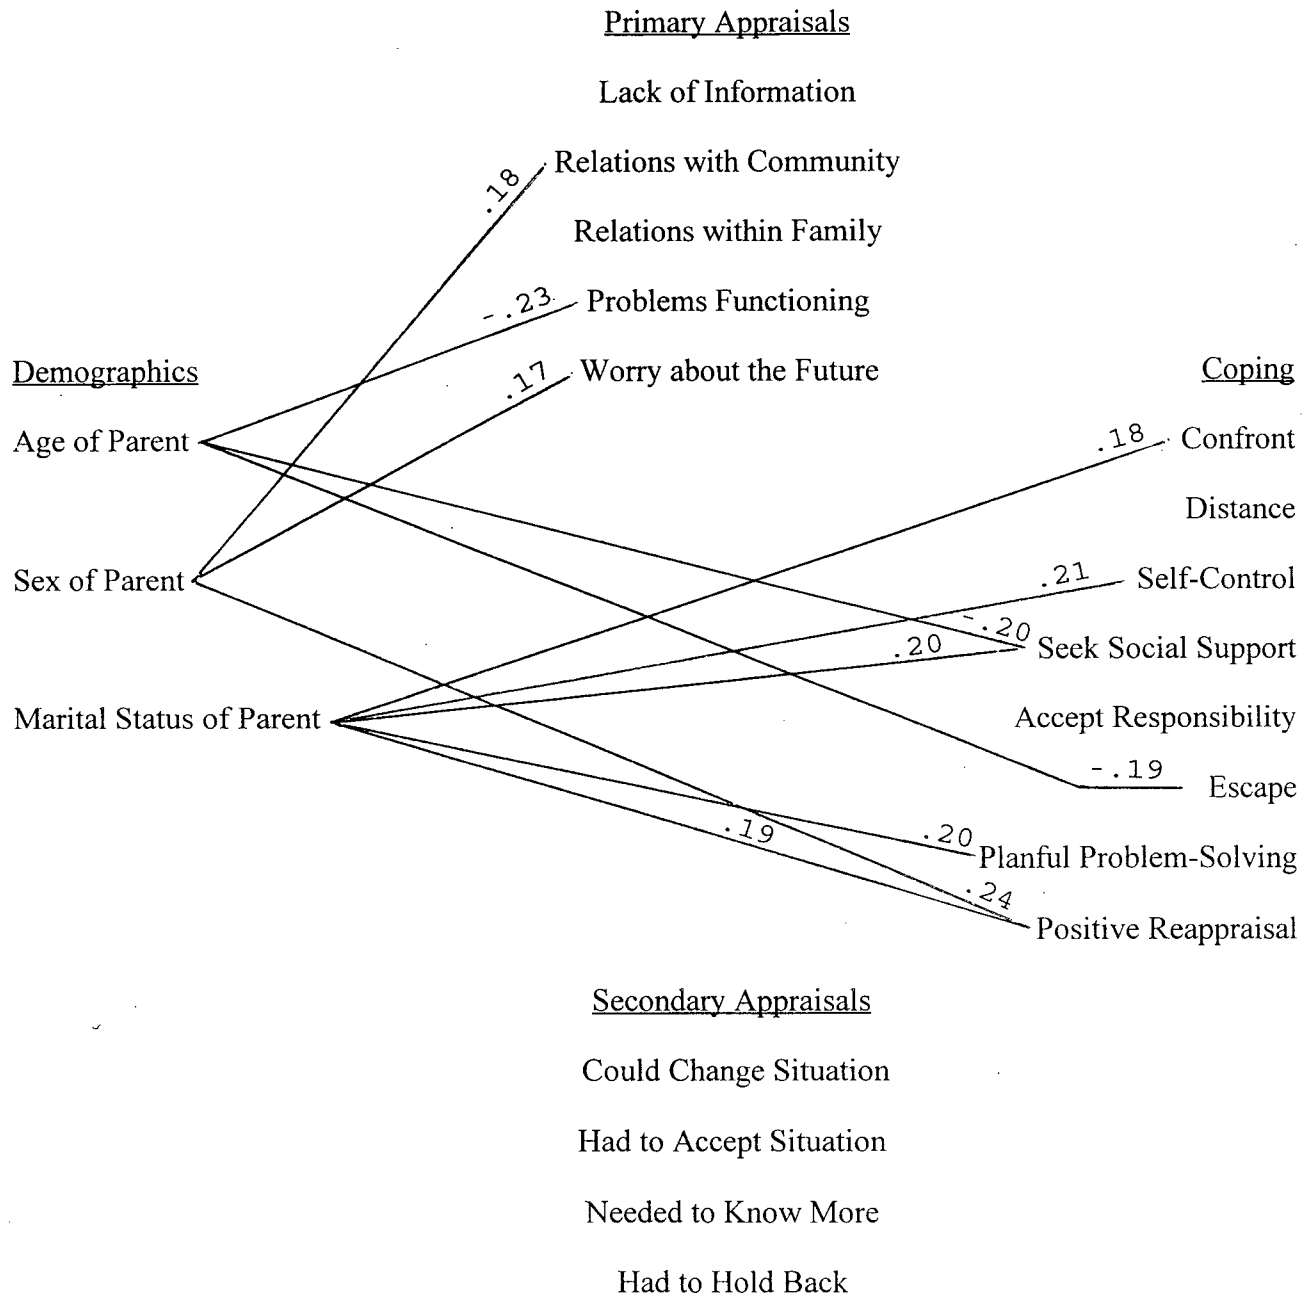 Primary Appraisals
Lack of Information
.18
Relations with Community
Relations within Family
-.23
Problems Functioning
Demographics
.17
Worry about the Future
Coping
Age of Parent
.18
Confront
Distance
Sex of Parent
.21
Self-Control
-.20
.20
Seek Social Support
Marital Status of Parent
Accept Responsibility
-.19
Escape
.19
.20
Planful Problem-Solving
.24
Positive Reappraisal
Secondary Appraisals
Could Change Situation
Had to Accept Situation
Needed to Know More
Had to Hold Back